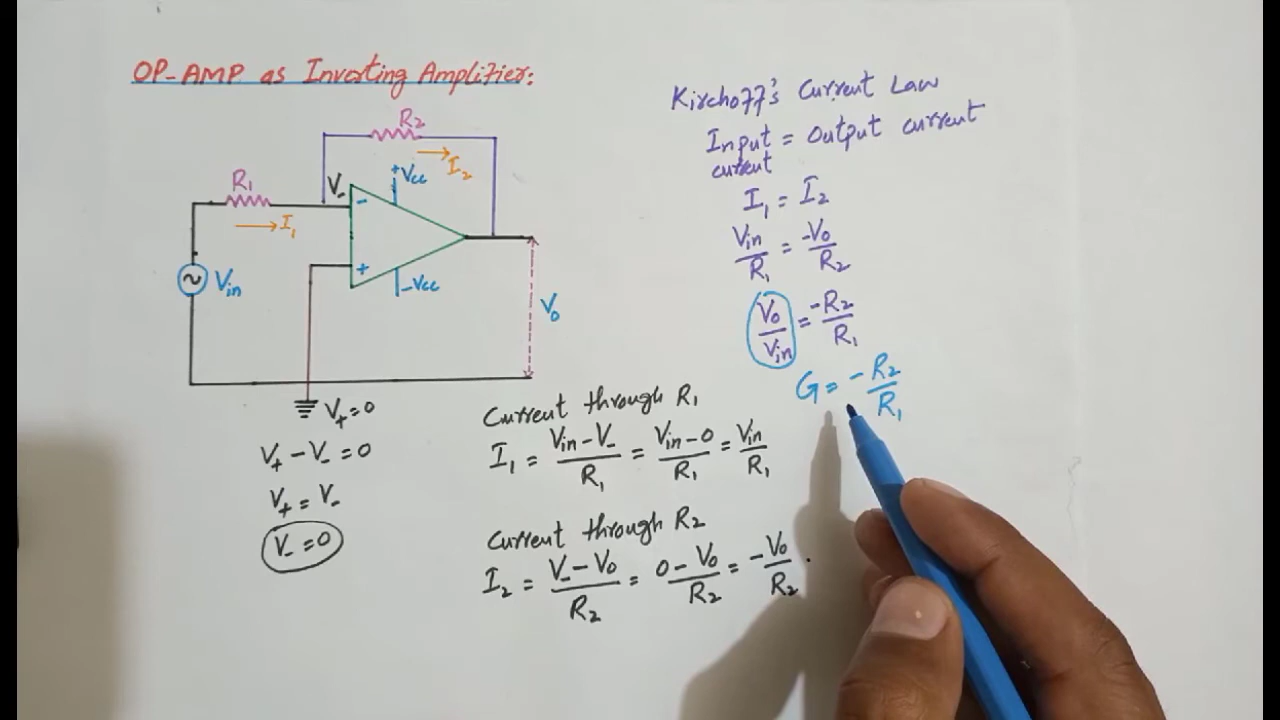 OP-AMP as Inverting Amplifier:
R2
I2
+Vcc
V-
R1
I1
-
+
Vin
-Vcc
V0
V+ = 0
V+ - V- = 0
V+ = V-
V- = 0
Current through R1
I1 = (Vin - V-)/R1 = (Vin - 0)/R1 = Vin/R1
Current through R2
I2 = (V- - V0)/R2 = (0 - V0)/R2 = -V0/R2
Kirchoff's Current Law
Input = Output current
current
I1 = I2
Vin/R1 = -V0/R2
V0/Vin = -R2/R1
G = -R2/R1